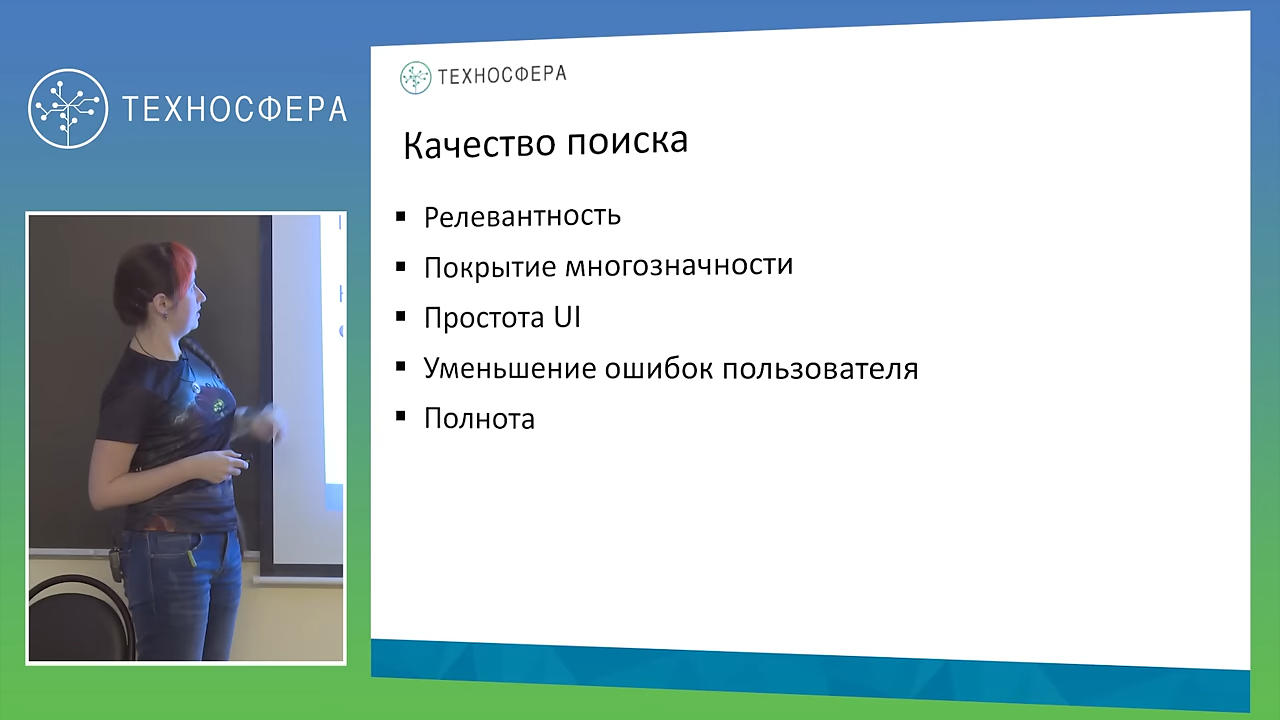 ТЕХНОСФЕРА
ТЕХНОСФЕРА
Качество поиска
Релевантность
Покрытие многозначности
Простота UI
Уменьшение ошибок пользователя
Полнота